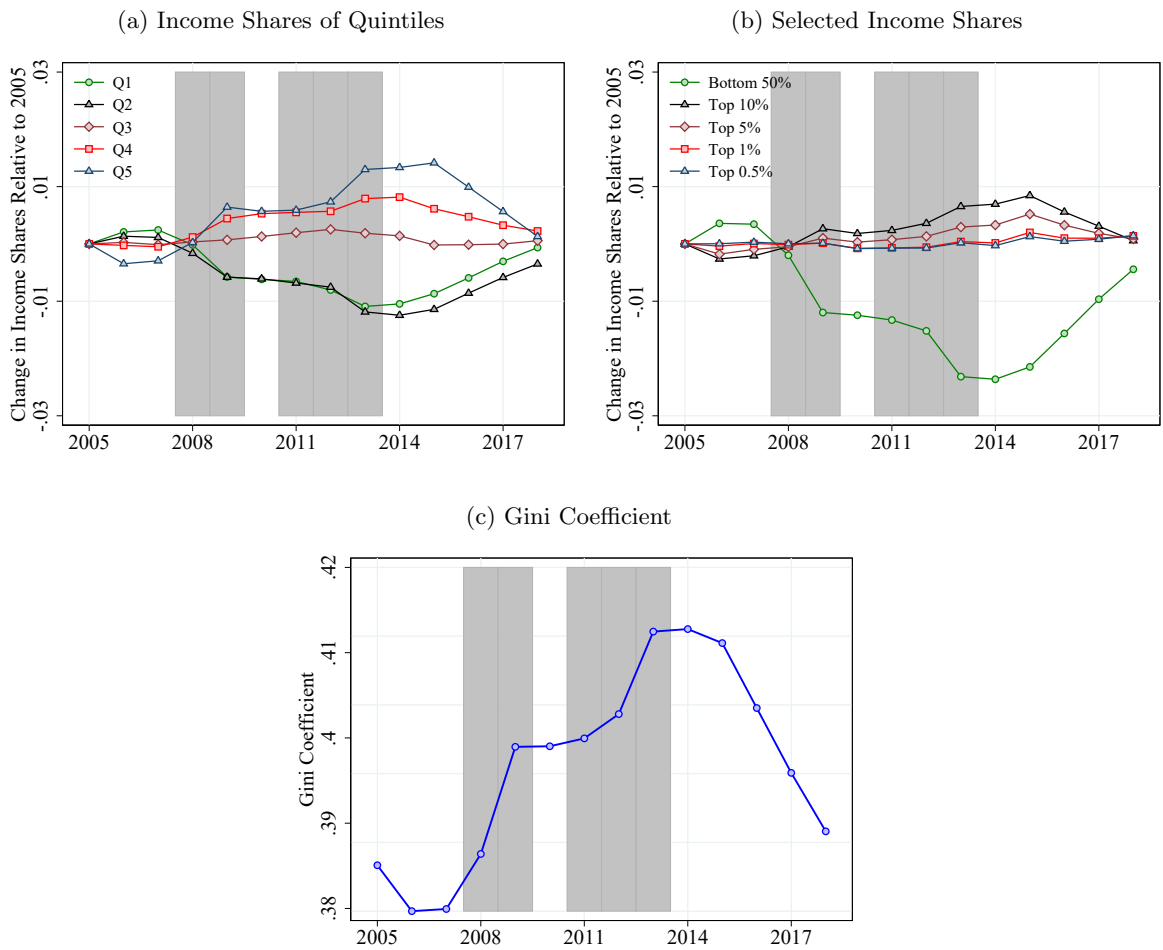 (a) Income Shares of Quintiles
Change in Income Shares Relative to 2005
.03
.01
-.01
-.03
Q1
Q2
Q3
Q4
Q5
2005 2008 2011 2014 2017
(b) Selected Income Shares
Change in Income Shares Relative to 2005
.03
.01
-.01
-.03
Bottom 50%
Top 10%
Top 5%
Top 1%
Top 0.5%
2005 2008 2011 2014 2017
(c) Gini Coefficient
Gini Coefficient
.42
.41
.4
.39
.38
2005 2008 2011 2014 2017